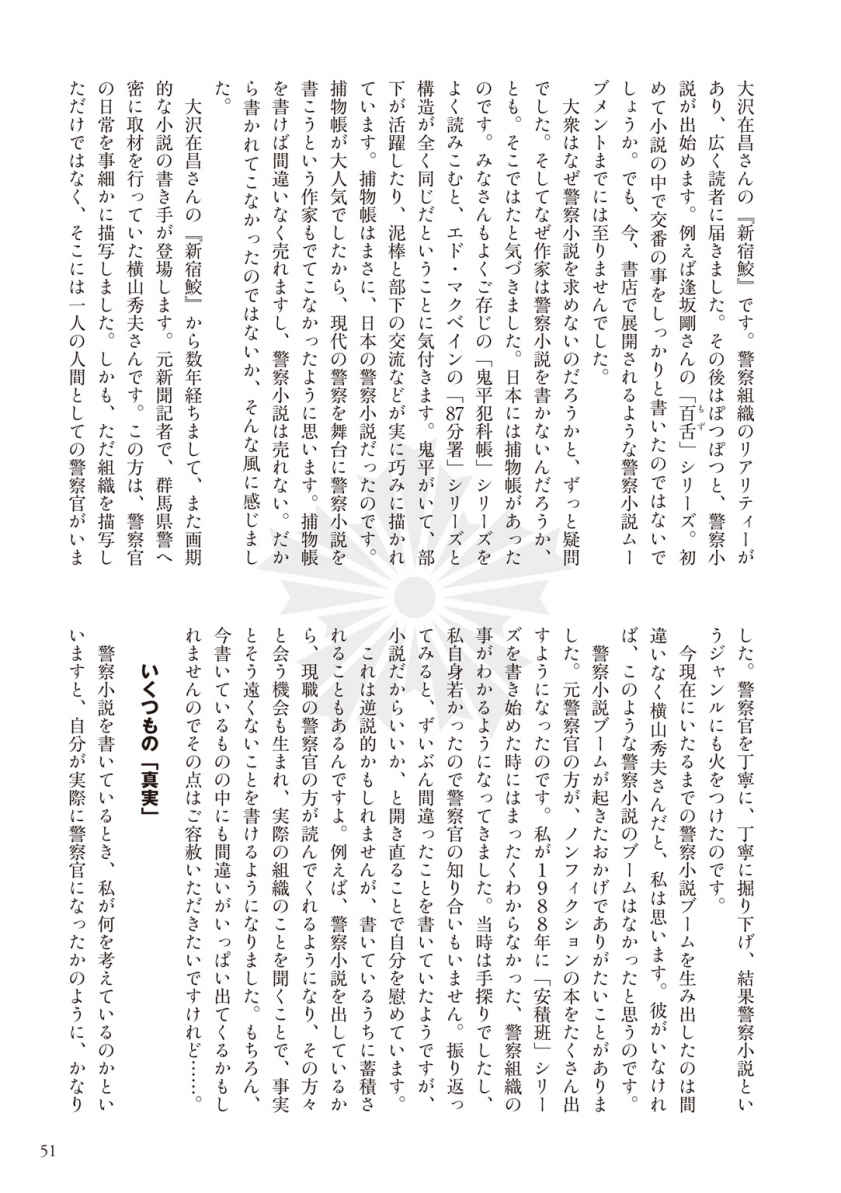 大沢在昌さんの『新宿鮫』です。警察組織のリアリティーが
あり、広く読者に届きました。その後はぽつぽつと、警察小
説が出始めます。例えば逢坂剛さんの「百舌」シリーズ。初
もず
めて小説の中で交番の事をしっかりと書いたのではないで
しょうか。でも、今、書店で展開されるような警察小説ムー
ブメントまでには至りませんでした。
大衆はなぜ警察小説を求めないのだろうかと、ずっと疑問
でした。そしてなぜ作家は警察小説を書かないんだろうか、
とも。そこではたと気づきました。日本には捕物帳があった
のです。みなさんもよくご存じの「鬼平犯科帳」シリーズを
よく読みこむと、エド・マクベインの「87分署」シリーズと
構造が全く同じだということに気付きます。鬼平がいて、部
下が活躍したり、泥棒と部下の交流などが実に巧みに描かれ
ています。捕物帳はまさに、日本の警察小説だったのです。
捕物帳が大人気でしたから、現代の警察を舞台に警察小説を
書こうという作家もでてこなかったように思います。捕物帳
を書けば間違いなく売れますし、警察小説は売れない。だか
ら書かれてこなかったのではないか、そんな風に感じまし
た。
大沢在昌さんの『新宿鮫』から数年経ちまして、また画期
的な小説の書き手が登場します。元新聞記者で、群馬県警へ
密に取材を行っていた横山秀夫さんです。この方は、警察官
の日常を事細かに描写しました。しかも、ただ組織を描写し
ただけではなく、そこには一人の人間としての警察官がいま
した。警察官を丁寧に、丁寧に掘り下げ、結果警察小説とい
うジャンルにも火をつけたのです。
今現在にいたるまでの警察小説ブームを生み出したのは間
違いなく横山秀夫さんだと、私は思います。彼がいなけれ
ば、このような警察小説のブームはなかったと思うのです。
警察小説ブームが起きたおかげでありがたいことがありま
した。元警察官の方が、ノンフィクションの本をたくさん出
すようになったのです。私が1988年に「安積班」シリー
ズを書き始めた時にはまったくわからなかった、警察組織の
事がわかるようになってきました。当時は手探りでしたし、
私自身若かったので警察官の知り合いもいません。振り返っ
てみると、ずいぶん間違ったことを書いていたようですが、
小説だからいいか、と開き直ることで自分を慰めています。
これは逆説的かもしれませんが、書いているうちに蓄積さ
れることもあるんですよ。例えば、警察小説を出しているか
ら、現職の警察官の方が読んでくれるようになり、その方々
と会う機会も生まれ、実際の組織のことを聞くことで、事実
とそう遠くないことを書けるようになりました。もちろん、
今書いているものの中にも間違いがいっぱい出てくるかもし
れませんのでその点はご容赦いただきたいですけれど……。
いくつもの「真実」
警察小説を書いているとき、私が何を考えているのかとい
いますと、自分が実際に警察官になったかのように、かなり
51